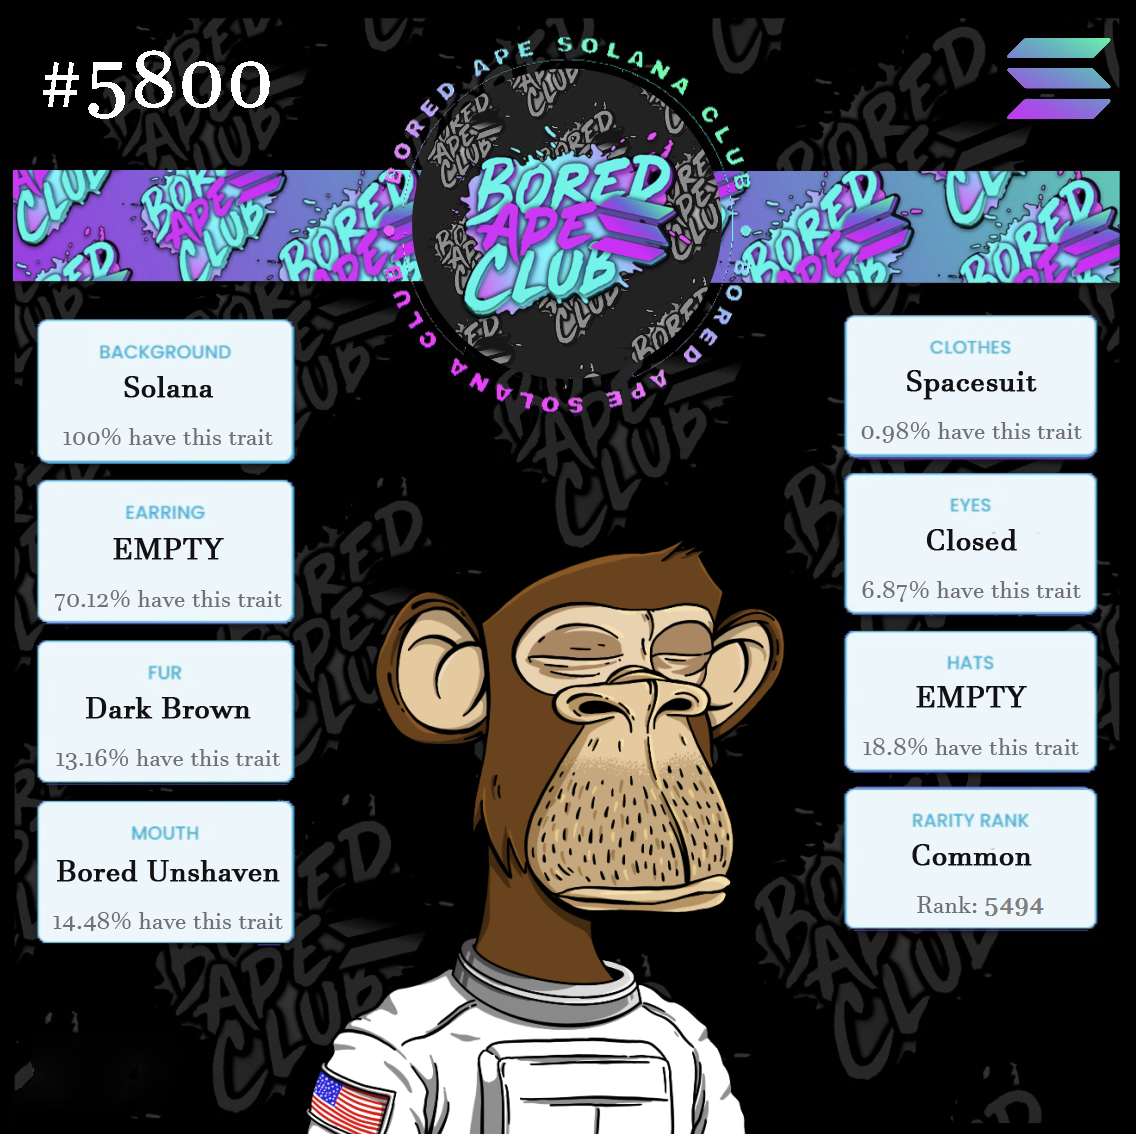 #5800
BORED APE SOLANA CLUB
BORED APE SOLANA CLUB
BORED
APE
CLUB
BACKGROUND
Solana
100% have this trait
EARRING
EMPTY
70.12% have this trait
FUR
Dark Brown
13.16% have this trait
MOUTH
Bored Unshaven
14.48% have this trait
CLOTHES
Spacesuit
0.98% have this trait
EYES
Closed
6.87% have this trait
HATS
EMPTY
18.8% have this trait
RARITY RANK
Common
Rank: 5494